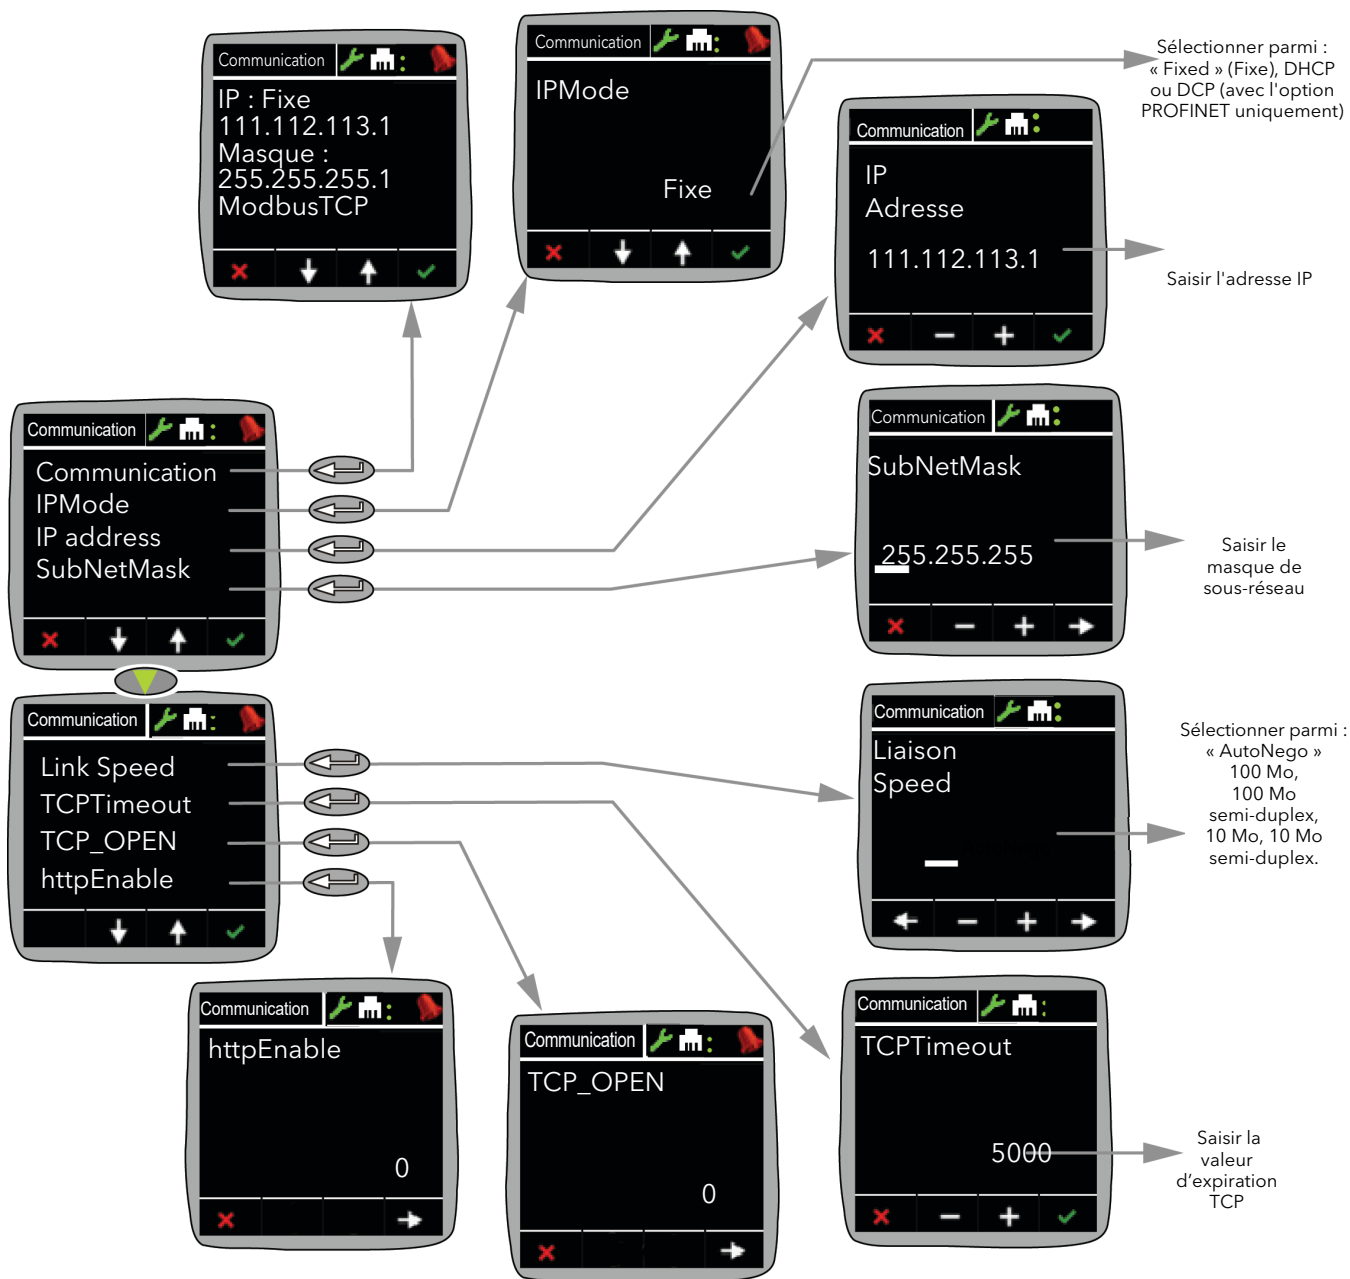 Communication
IP : Fixe
111.112.113.1
Masque :
255.255.255.1
ModbusTCP
Communication
IPMode
Fixe
Sélectionner parmi :
« Fixed » (Fixe), DHCP
ou DCP (avec l'option
PROFINET uniquement)
Communication
IP
Adresse
111.112.113.1
Saisir l'adresse IP
Communication
Communication
IPMode
IP address
SubNetMask
Communication
SubNetMask
255.255.255
Saisir le
masque de
sous-réseau
Communication
Link Speed
TCPTimeout
TCP_OPEN
httpEnable
Communication
Liaison
Speed
Sélectionner parmi :
« AutoNego »
100 Mo,
100 Mo
semi-duplex,
10 Mo, 10 Mo
semi-duplex.
Communication
httpEnable
0
Communication
TCP_OPEN
0
Communication
TCPTimeout
5000
Saisir la
valeur
d'expiration
TCP